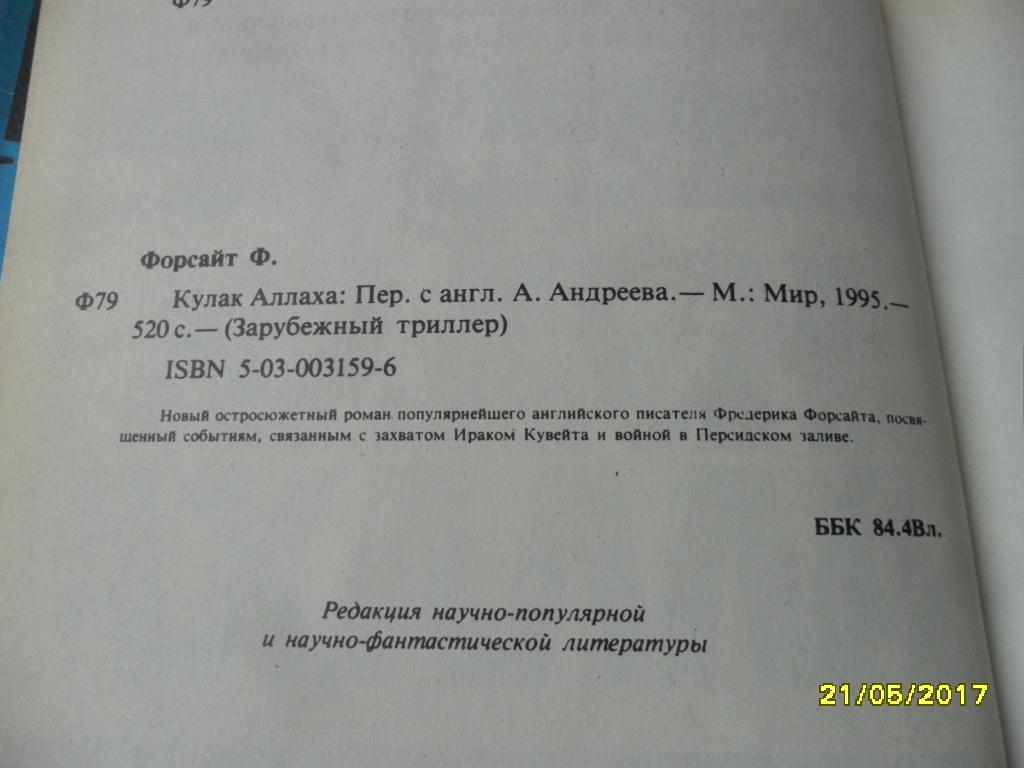 Ф79
Форсайт Ф.
Ф79 Кулак Аллаха: Пер. с англ. А. Андреева.— М.: Мир, 1995.—
520 с.— (Зарубежный триллер)
ISBN 5-03-003159-6
Новый остросюжетный роман популярнейшего английского писателя Фредерика Форсайта, посвя-
щенный событиям, связанным с захватом Ираком Кувейта и войной в Персидском заливе.
ББК 84.4Вл.
Редакция научно-популярной
и научно-фантастической литературы
21/05/2017